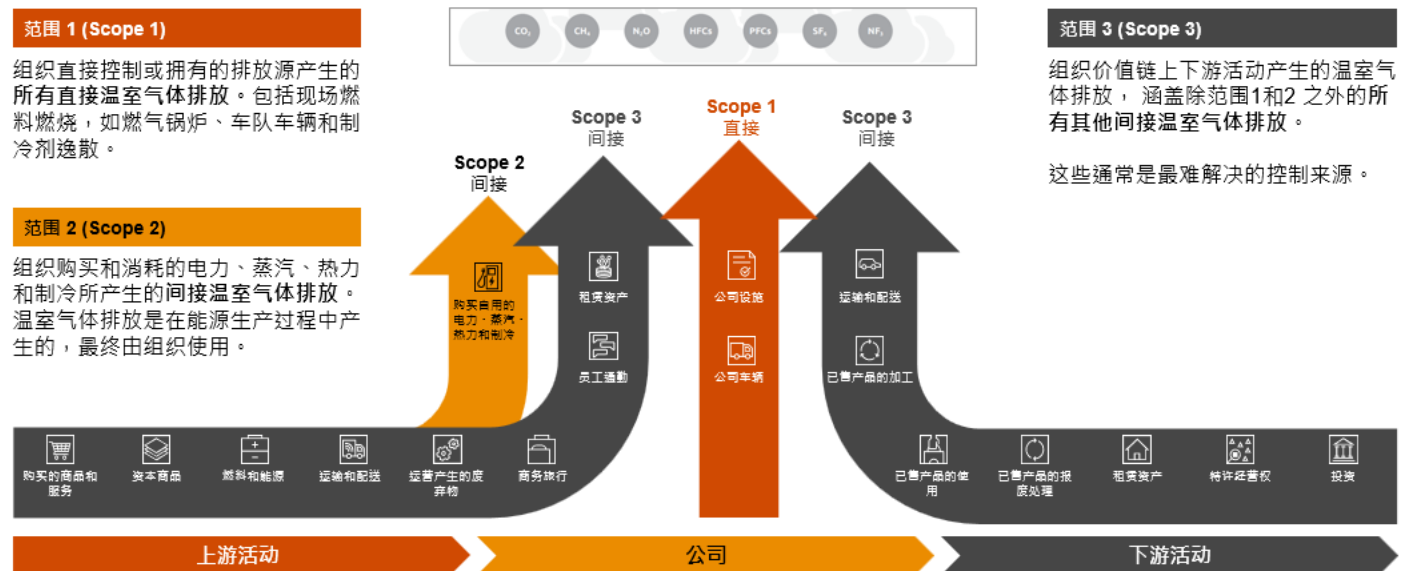 范围 1 (Scope 1)
组织直接控制或拥有的排放源产生的
所有直接温室气体排放。包括现场燃
料燃烧，如燃气锅炉、车队车辆和制
冷剂逸散。
范围 2 (Scope 2)
组织购买和消耗的电力、蒸汽、热力
和制冷所产生的间接温室气体排放。
温室气体排放是在能源生产过程中产
生的，最终由组织使用。
CO₂ CH₄ N₂O HFCs PFCs SF₆ NF₃
范围 3 (Scope 3)
组织价值链上下游活动产生的温室气
体排放， 涵盖除范围1和2 之外的所
有其他间接温室气体排放。
这些通常是最难解决的控制来源。
Scope 2
间接
Scope 3
间接
Scope 1
直接
Scope 3
间接
购买自用的
电力、蒸汽、
热力和制冷
租赁资产
员工通勤
公司设施
公司车辆
运输和配送
已售产品的加工
购买的商品和
服务
资本商品
燃料和能源
运输和配送
运营产生的废
弃物
商务旅行
已售产品的使
用
已售产品的报
废处理
租赁资产
特许经营权
投资
上游活动
公司
下游活动